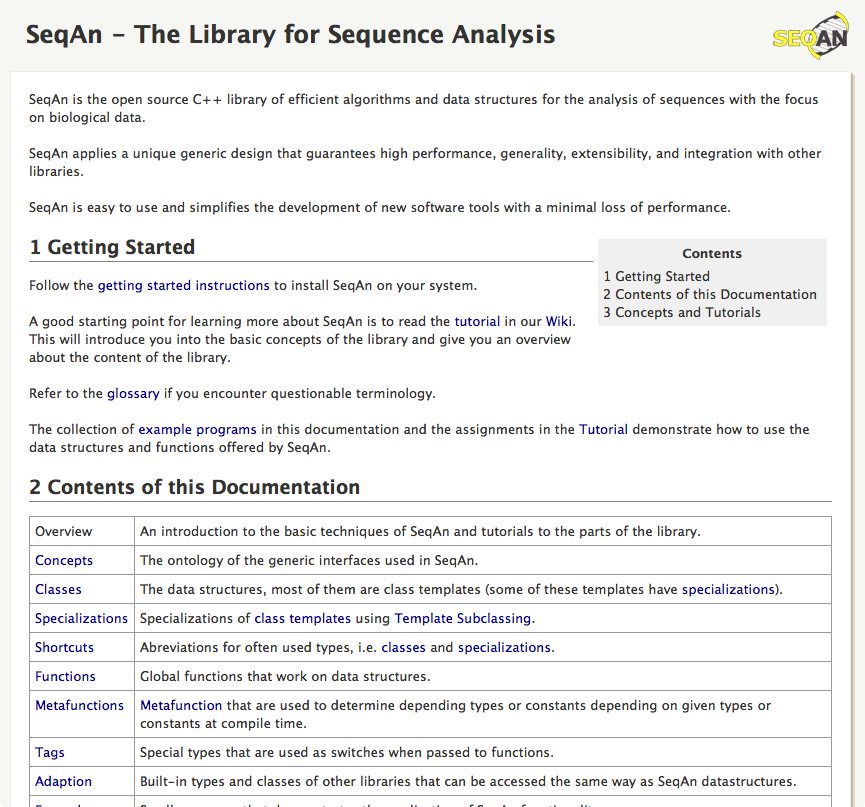 SeqAn – The Library for Sequence Analysis
SEQAN
SeqAn is the open source C++ library of efficient algorithms and data structures for the analysis of sequences with the focus
on biological data.
SeqAn applies a unique generic design that guarantees high performance, generality, extensibility, and integration with other
libraries.
SeqAn is easy to use and simplifies the development of new software tools with a minimal loss of performance.
1 Getting Started
Follow the getting started instructions to install SeqAn on your system.
A good starting point for learning more about SeqAn is to read the tutorial in our Wiki.
This will introduce you into the basic concepts of the library and give you an overview
about the content of the library.
Refer to the glossary if you encounter questionable terminology.
The collection of example programs in this documentation and the assignments in the Tutorial demonstrate how to use the
data structures and functions offered by SeqAn.
Contents
1 Getting Started
2 Contents of this Documentation
3 Concepts and Tutorials
2 Contents of this Documentation
Overview An introduction to the basic techniques of SeqAn and tutorials to the parts of the library.
Concepts The ontology of the generic interfaces used in SeqAn.
Classes The data structures, most of them are class templates (some of these templates have specializations).
Specializations Specializations of class templates using Template Subclassing.
Shortcuts Abreviations for often used types, i.e. classes and specializations.
Functions Global functions that work on data structures.
Metafunctions Metafunction that are used to determine depending types or constants depending on given types or
constants at compile time.
Tags Special types that are used as switches when passed to functions.
Adaption Built-in types and classes of other libraries that can be accessed the same way as SeqAn datastructures.